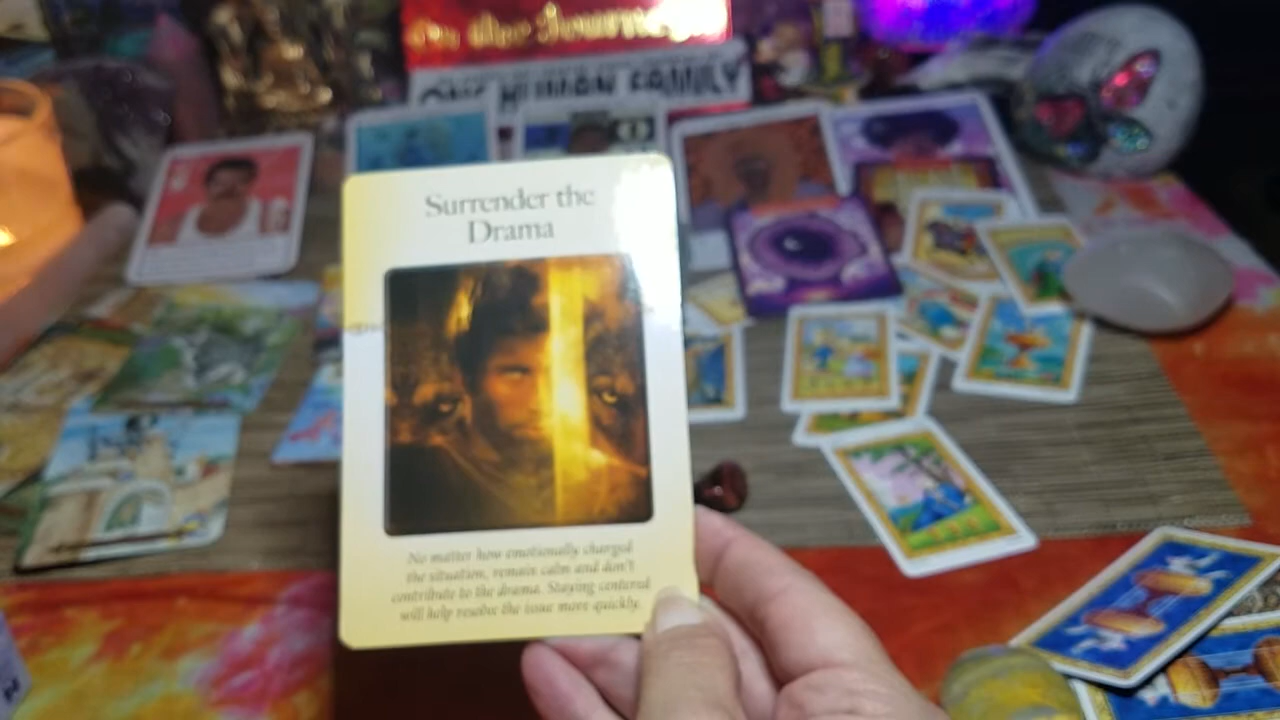 On the Journey
ONE HUMAN FAMILY
Surrender the
Drama
No matter how emotionally charged
the situation, remain calm and don't
contribute to the drama. Staying centered
will help resolve the issue more quickly.